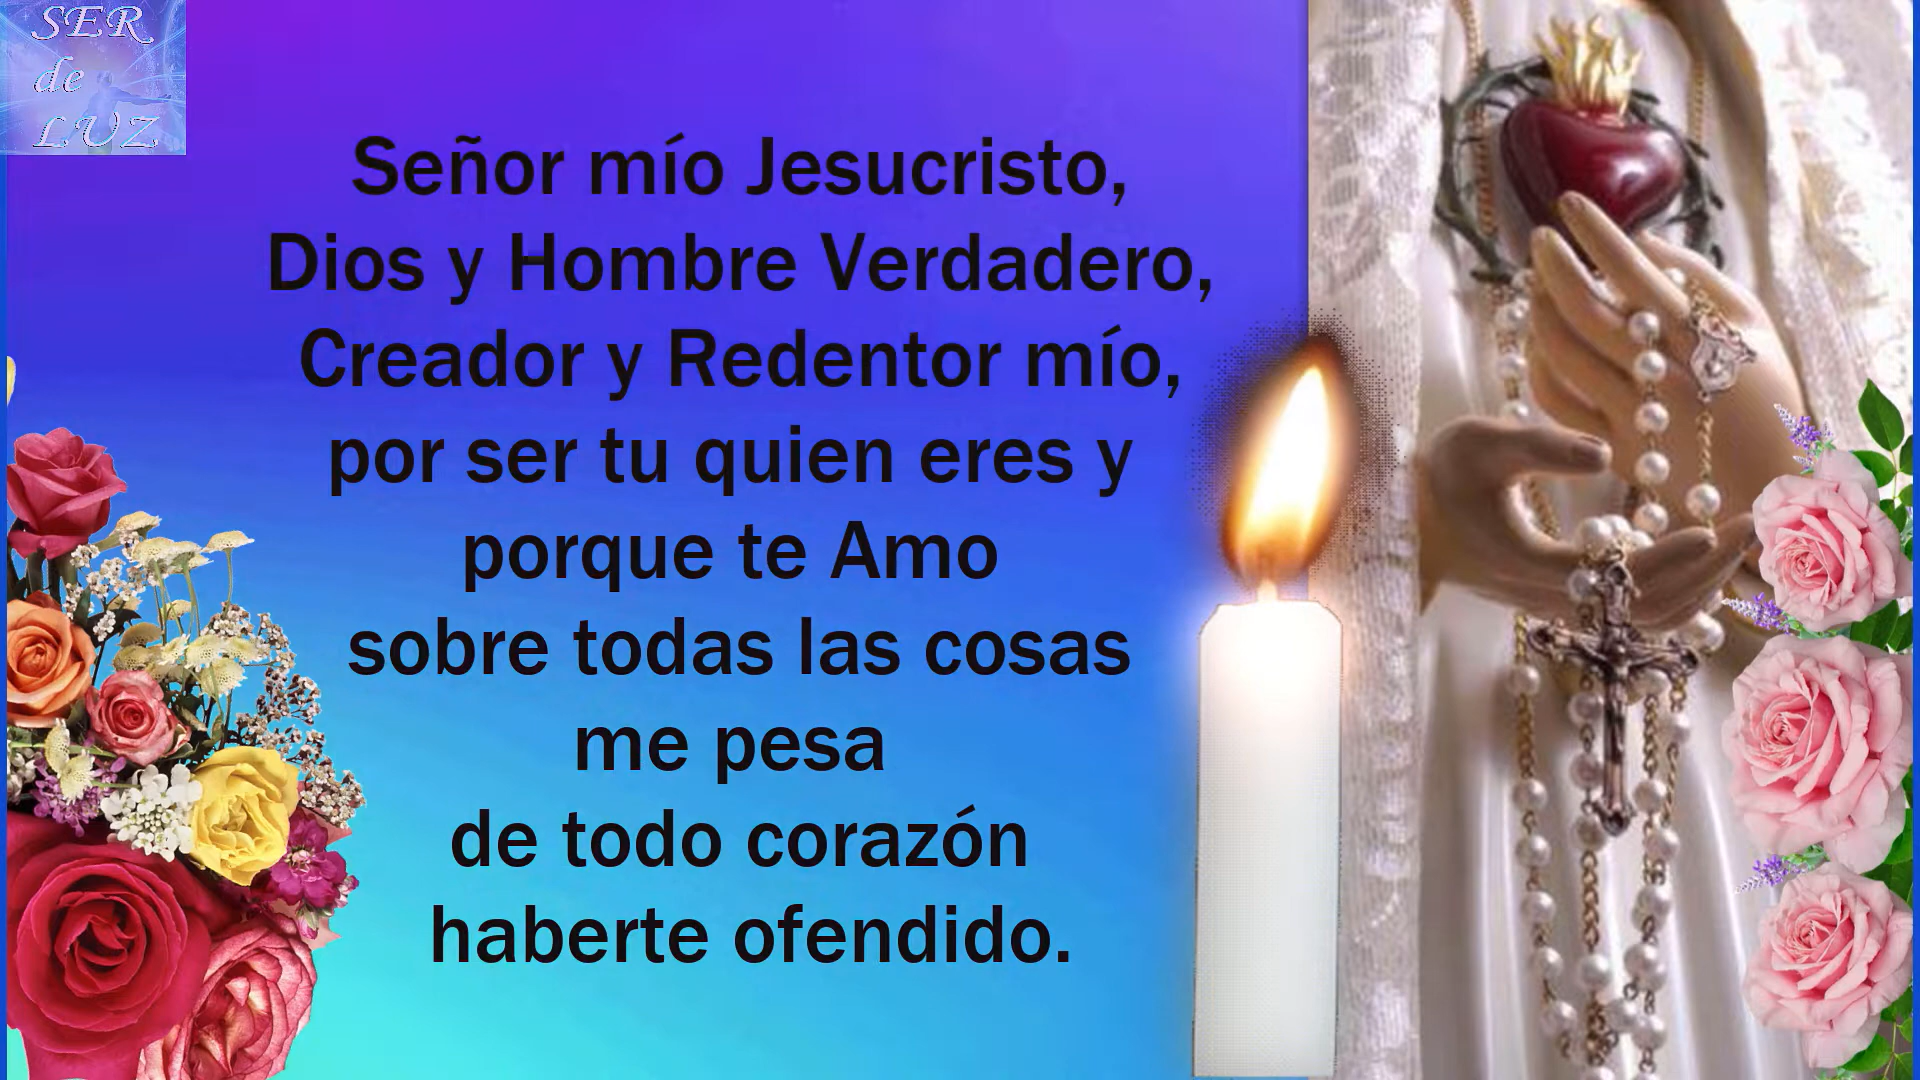 SER
de
LUZ
Señor mío Jesucristo,
Dios y Hombre Verdadero,
Creador y Redentor mío,
por ser tu quien eres y
porque te Amo
sobre todas las cosas
me pesa
de todo corazón
haberte ofendido.